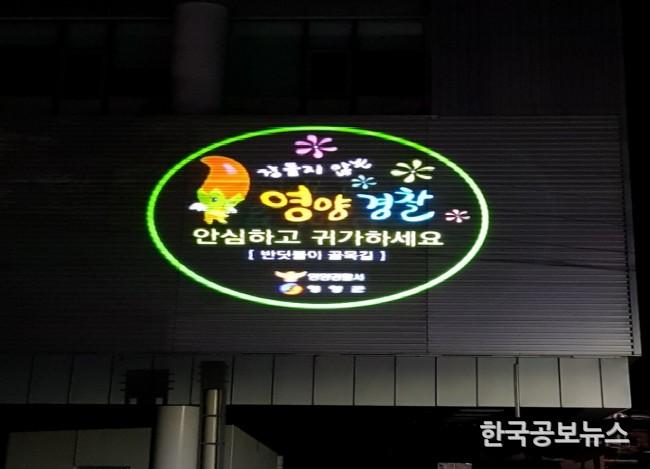 잠들지 않는
영양 경찰
안심하고 귀가하세요
[ 반딧불이 골목길 ]
영양경찰서
영양군
한국공보뉴스